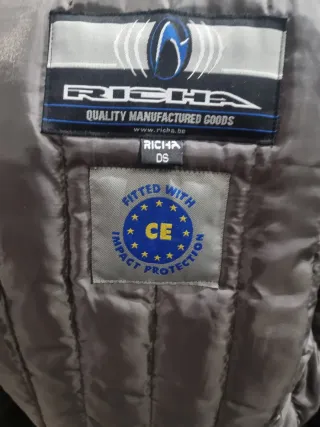 RICHA
QUALITY MANUFACTURED GOODS
www.richa.be
RICHA
DS
FITTED WITH
CE
IMPACT PROTECTION